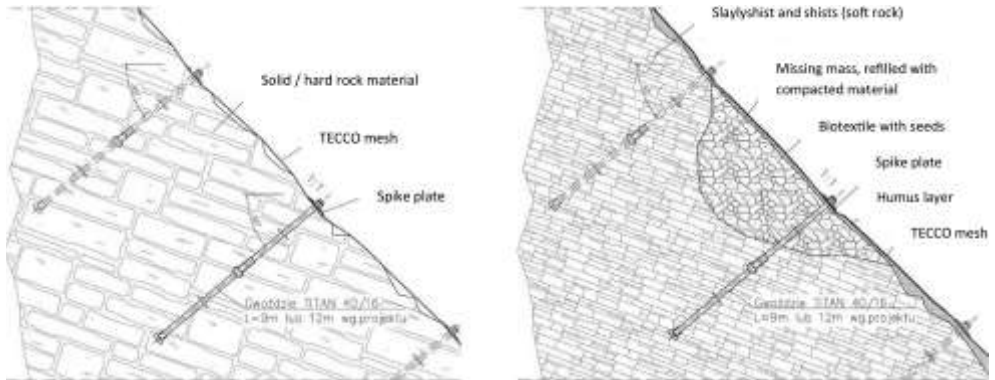 Solid / hard rock material
TECCO mesh
Spike plate
Gwoździe TITAN 40/16
L=9m lub 12m wg.projektu
Slaylyshist and shists (soft rock)
Missing mass, refilled with
compacted material
Biotextile with seeds
Spike plate
Humus layer
TECCO mesh
Gwoździe TITAN 40/16
L=9m lub 12m wg.projektu